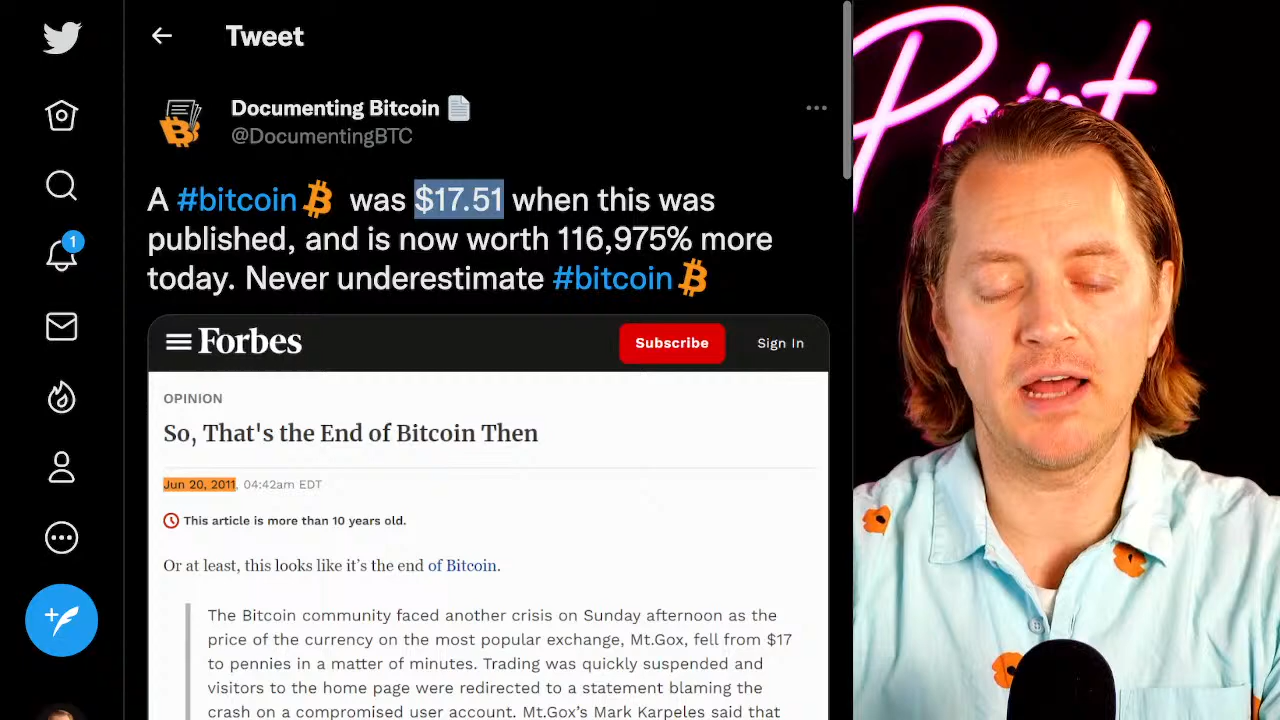 Tweet
Documenting Bitcoin
@DocumentingBTC
A #bitcoin was $17.51 when this was
published, and is now worth 116,975% more
today. Never underestimate #bitcoin
1
Forbes
Subscribe
Sign In
OPINION
So, That's the End of Bitcoin Then
Jun 20, 2011, 04:42am EDT
This article is more than 10 years old.
Or at least, this looks like it's the end of Bitcoin.
The Bitcoin community faced another crisis on Sunday afternoon as the
price of the currency on the most popular exchange, Mt.Gox, fell from $17
to pennies in a matter of minutes. Trading was quickly suspended and
visitors to the home page were redirected to a statement blaming the
crash on a compromised user account. Mt.Gox's Mark Karpeles said that
Point